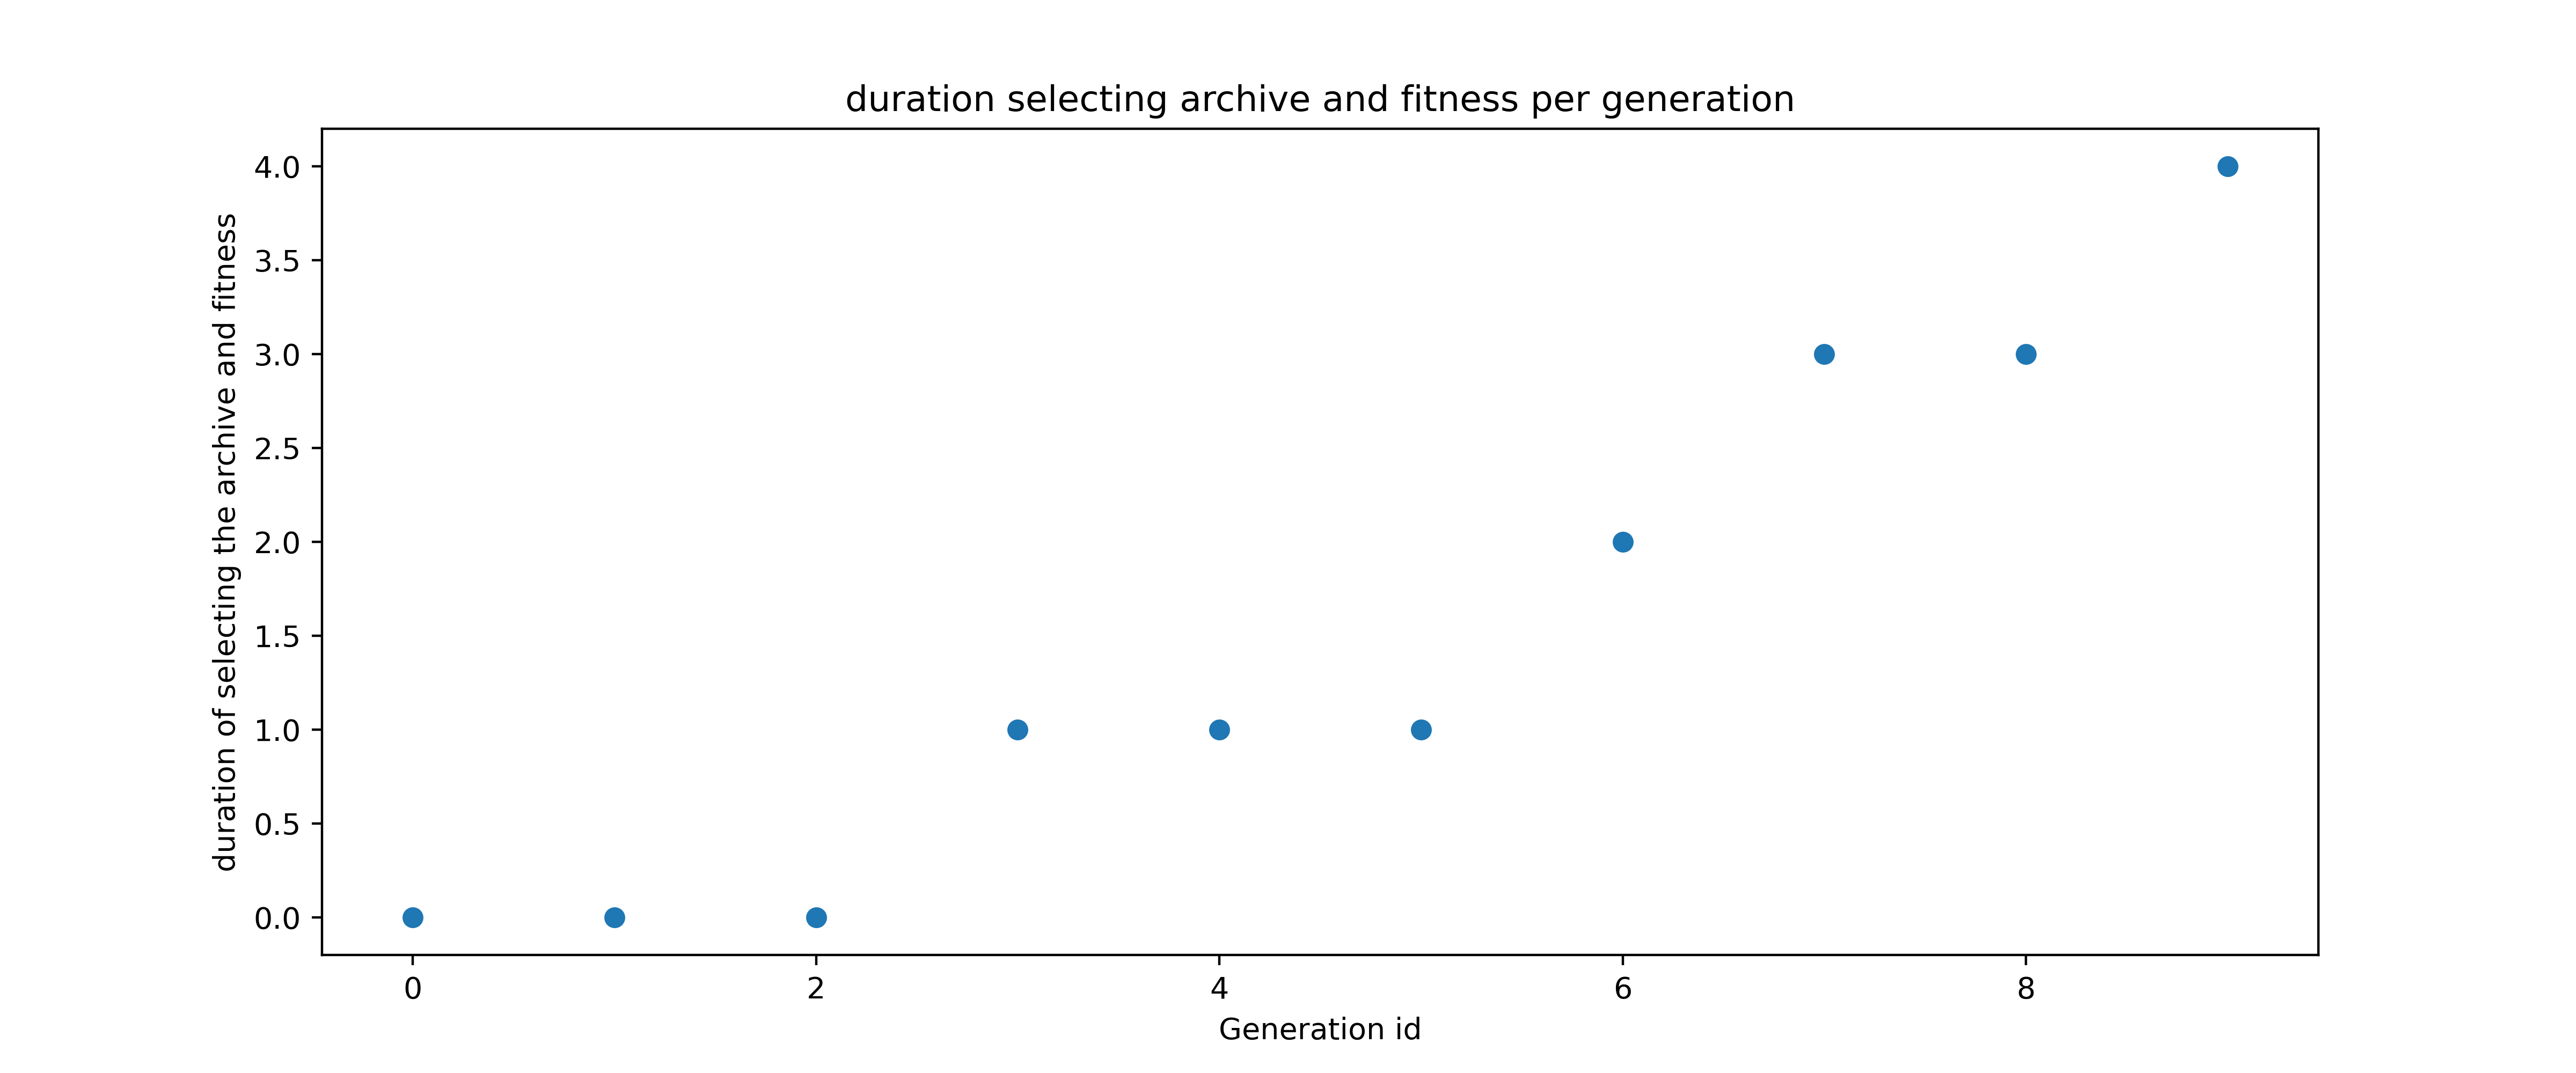 duration selecting archive and fitness per generation
duration of selecting the archive and fitness
4.0
3.5
3.0
2.5
2.0
1.5
1.0
0.5
0.0
0 2 4 6 8
Generation id